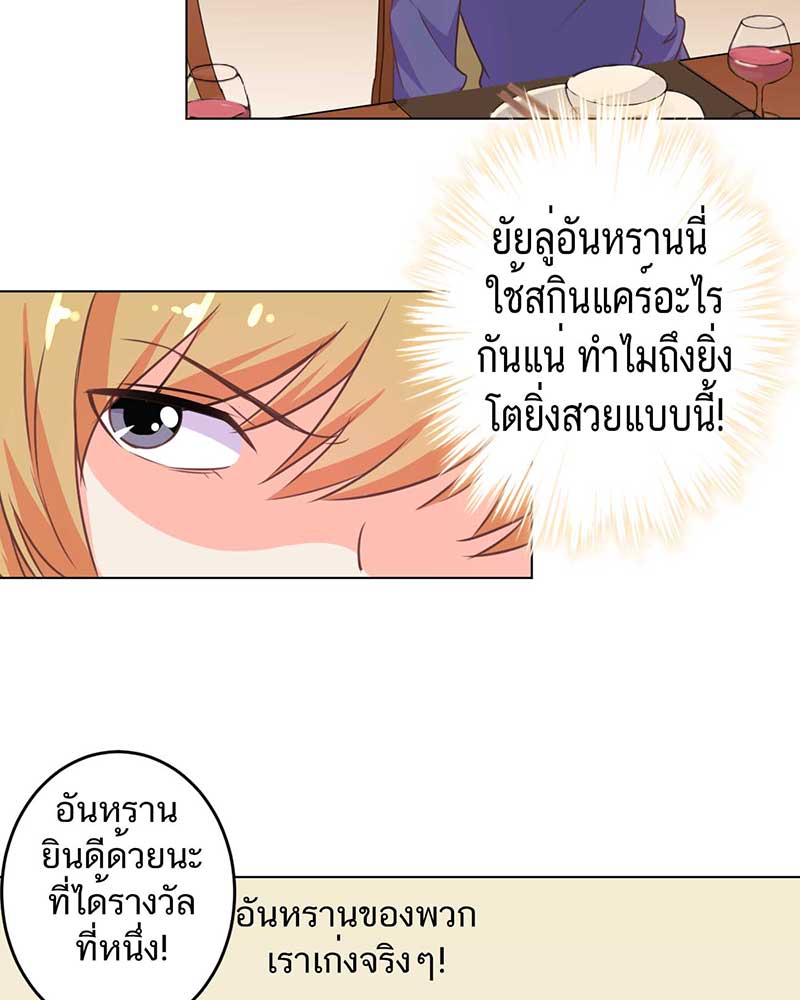 ยัยลู่อันหรานนี่
ใช้สกินแคร์อะไร
กันแน่ ทำไมถึงยิ่ง
โตยิ่งสวยแบบนี้!
อันหราน
ยินดีด้วยนะ
ที่ได้รางวัล
ที่หนึ่ง!
อันหรานของพวก
เราเก่งจริงๆ!